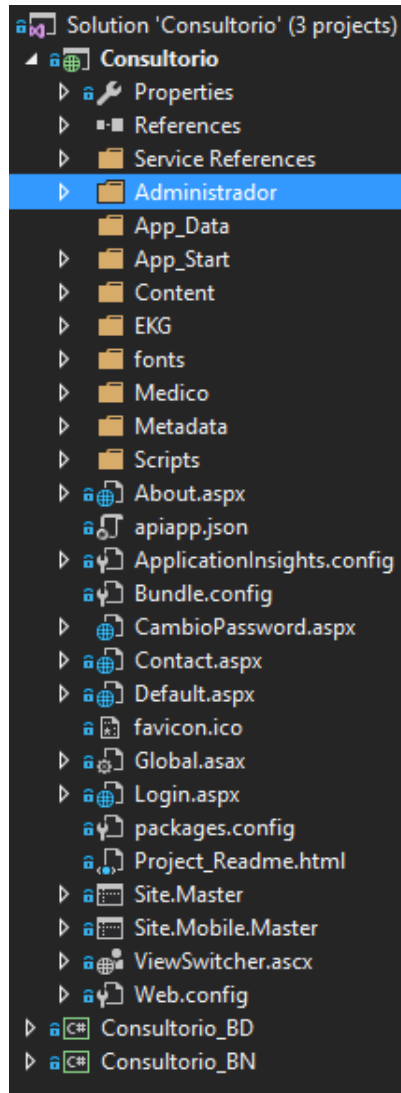 Solution 'Consultorio' (3 projects)
Consultorio
Properties
References
Service References
Administrador
App_Data
App_Start
Content
EKG
fonts
Medico
Metadata
Scripts
About.aspx
apiapp.json
ApplicationInsights.config
Bundle.config
CambioPassword.aspx
Contact.aspx
Default.aspx
favicon.ico
Global.asax
Login.aspx
packages.config
Project_Readme.html
Site.Master
Site.Mobile.Master
ViewSwitcher.ascx
Web.config
C# Consultorio_BD
C# Consultorio_BN